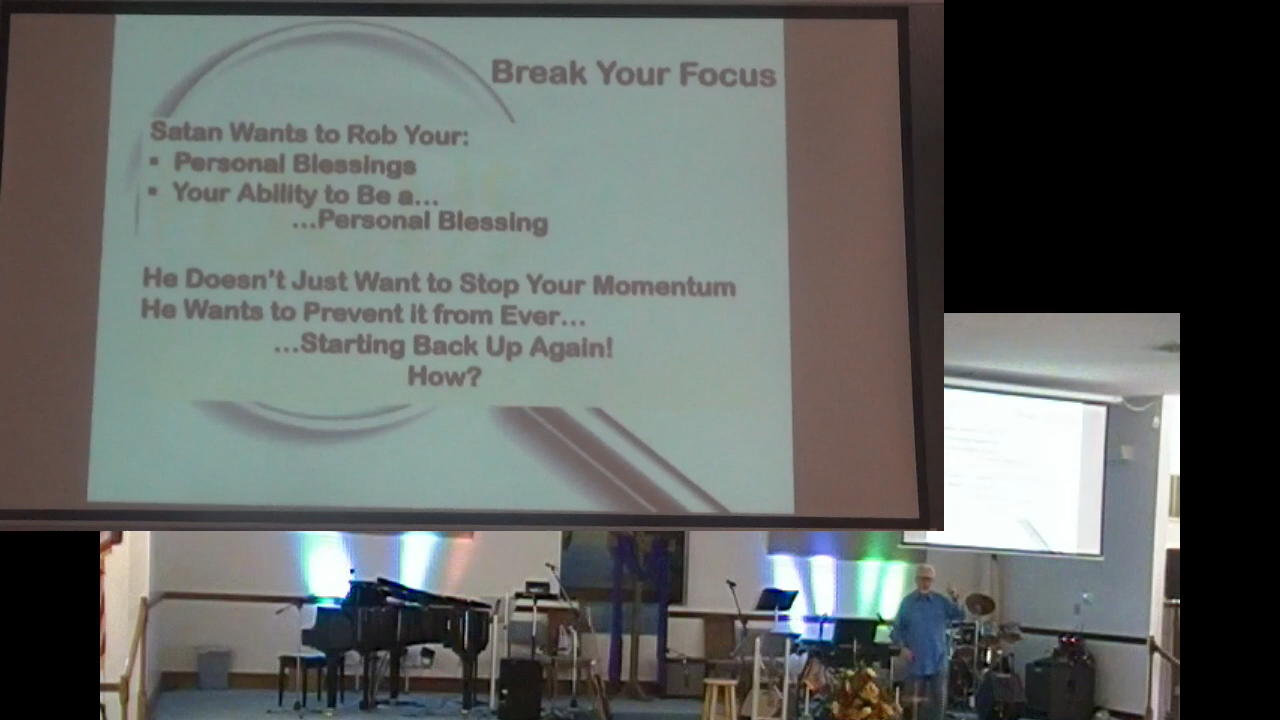 Break Your Focus
Satan Wants to Rob Your:
▪ Personal Blessings
▪ Your Ability to Be a...
...Personal Blessing
He Doesn't Just Want to Stop Your Momentum
He Wants to Prevent it from Ever...
...Starting Back Up Again!
How?